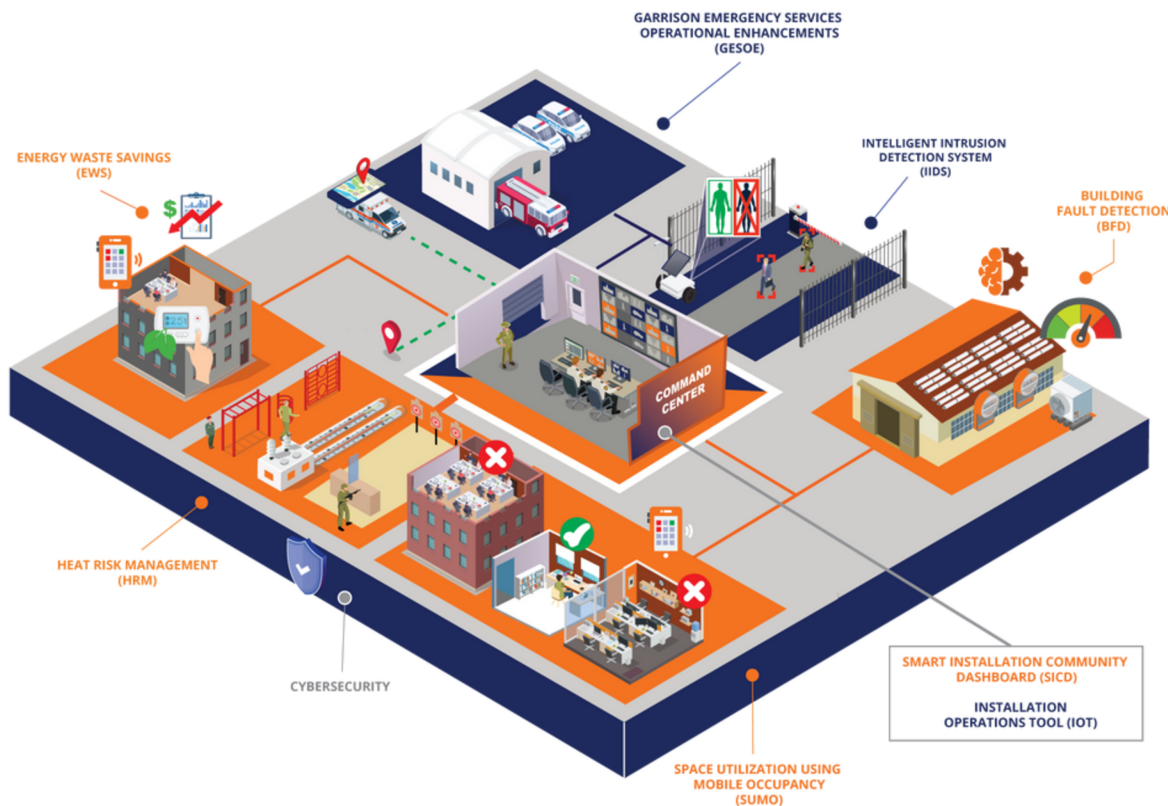 GARRISON EMERGENCY SERVICES
OPERATIONAL ENHANCEMENTS
(GESOE)
ENERGY WASTE SAVINGS
(EWS)
INTELLIGENT INTRUSION
DETECTION SYSTEM
(IIDS)
BUILDING
FAULT DETECTION
(BFD)
$
COMMAND
CENTER
HEAT RISK MANAGEMENT
(HRM)
CYBERSECURITY
SMART INSTALLATION COMMUNITY
DASHBOARD (SICD)
INSTALLATION
OPERATIONS TOOL (IOT)
SPACE UTILIZATION USING
MOBILE OCCUPANCY
(SUMO)